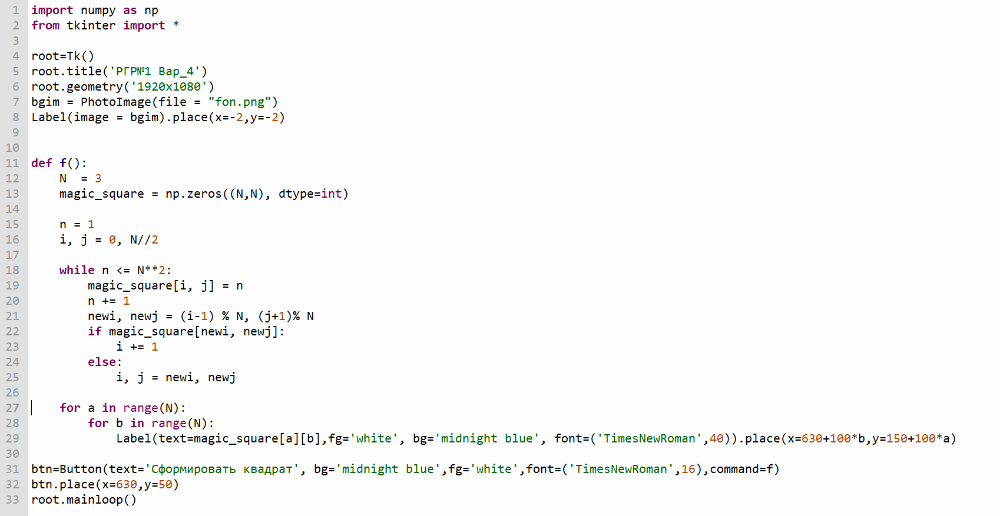 1 import numpy as np
2 from tkinter import *
3
4 root=Tk()
5 root.title('РГР№1 Вар_4')
6 root.geometry('1920x1080')
7 bgim = PhotoImage(file = "fon.png")
8 Label(image = bgim).place(x=-2,y=-2)
9
10
11 def f():
12     N  = 3
13     magic_square = np.zeros((N,N), dtype=int)
14
15     n = 1
16     i, j = 0, N//2
17
18     while n <= N**2:
19         magic_square[i, j] = n
20         n += 1
21         newi, newj = (i-1) % N, (j+1)% N
22         if magic_square[newi, newj]:
23             i += 1
24         else:
25             i, j = newi, newj
26
27     for a in range(N):
28         for b in range(N):
29             Label(text=magic_square[a][b],fg='white', bg='midnight blue', font=('TimesNewRoman',40)).place(x=630+100*b,y=150+100*a)
30
31 btn=Button(text='Сформировать квадрат', bg='midnight blue',fg='white',font=('TimesNewRoman',16),command=f)
32 btn.place(x=630,y=50)
33 root.mainloop()